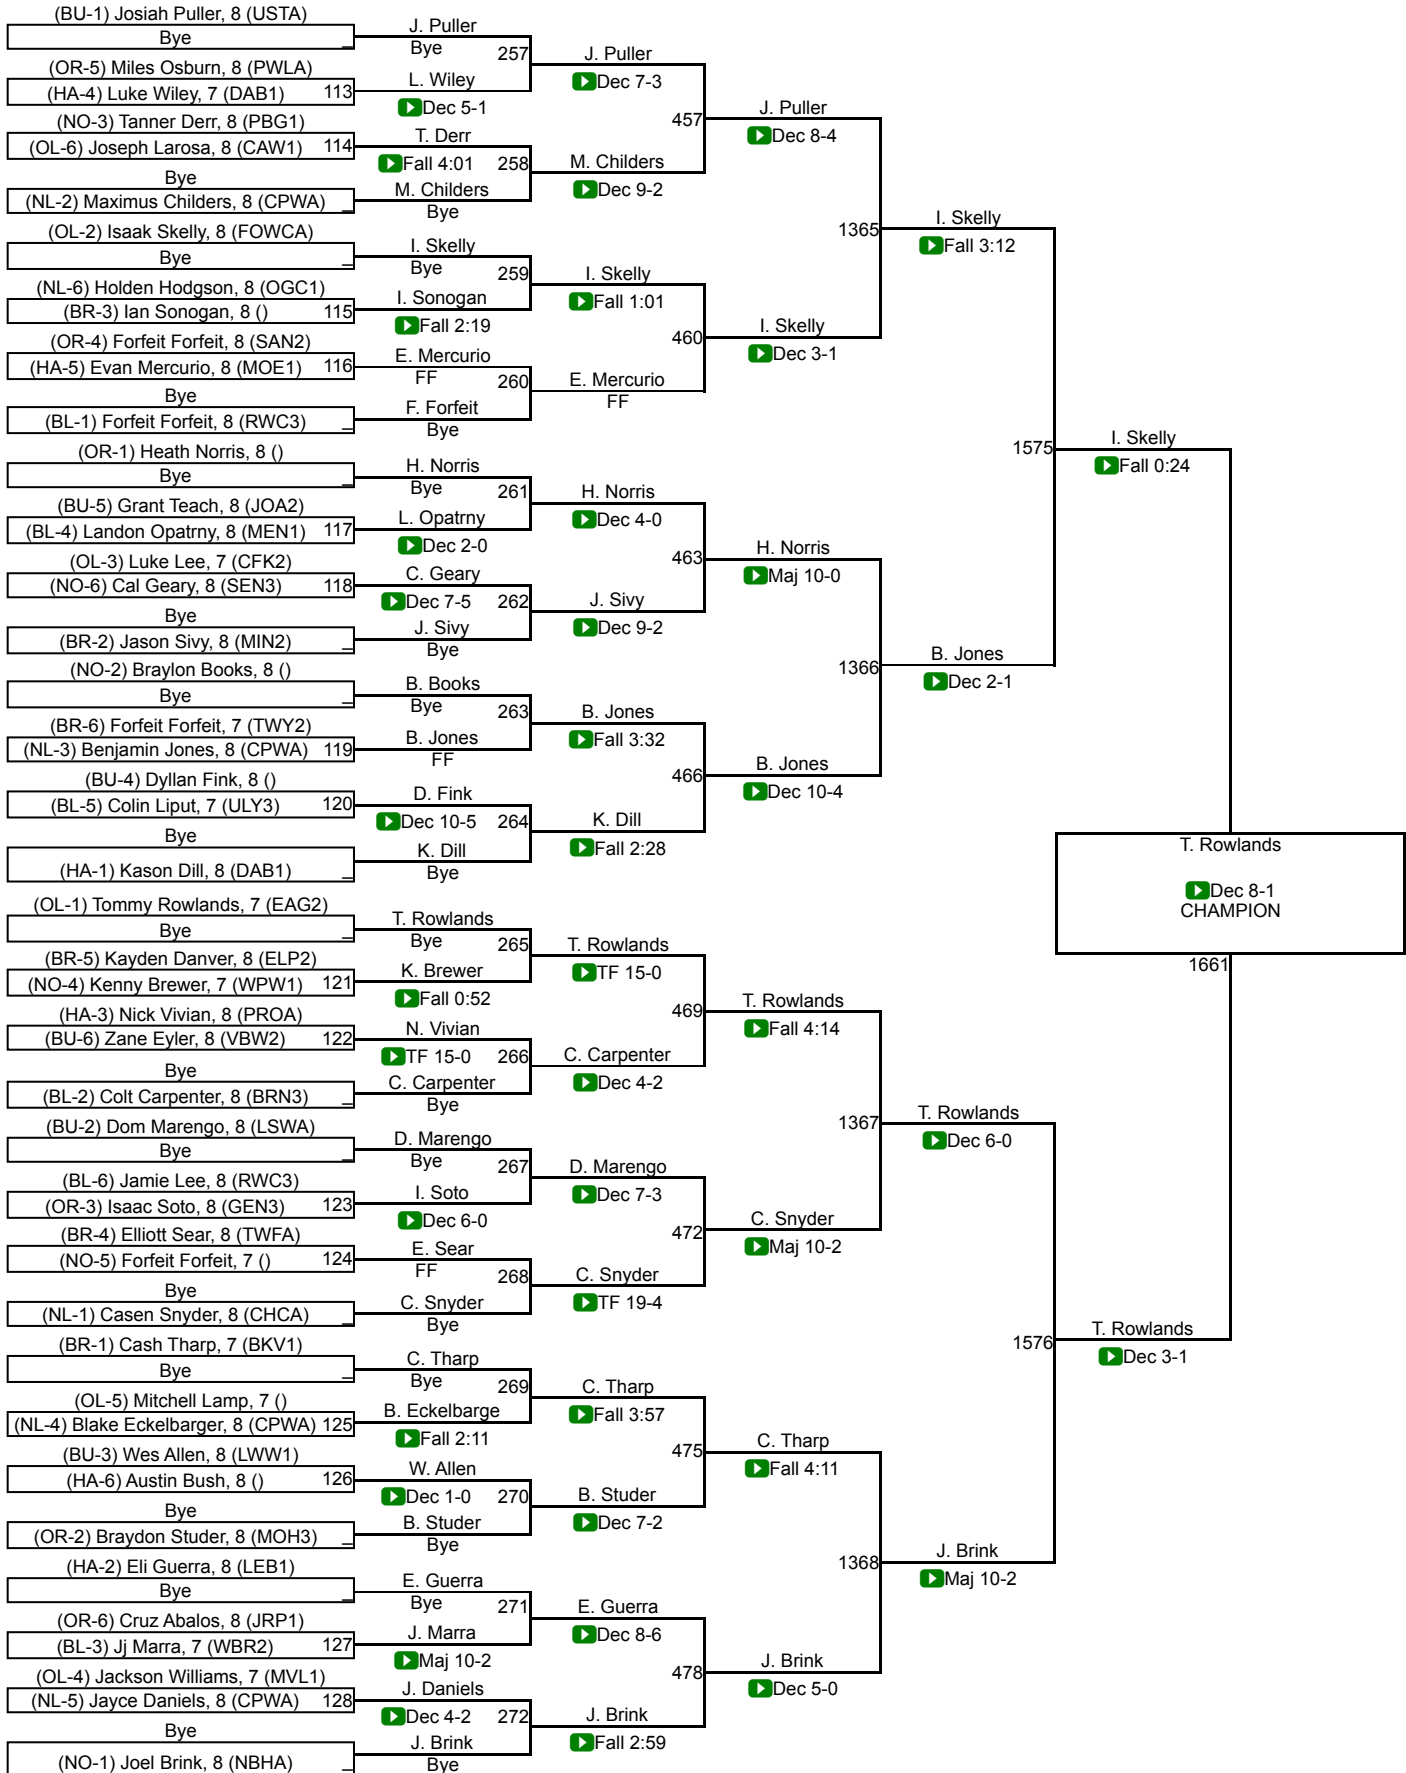 (BU-1) Josiah Puller, 8 (USTA)
Bye
(OR-5) Miles Osburn, 8 (PWLA)
(HA-4) Luke Wiley, 7 (DAB1) 113
(NO-3) Tanner Derr, 8 (PBG1)
(OL-6) Joseph Larosa, 8 (CAW1) 114
Bye
(NL-2) Maximus Childers, 8 (CPWA)
(OL-2) Isaak Skelly, 8 (FOWCA)
Bye
(NL-6) Holden Hodgson, 8 (OGC1)
(BR-3) Ian Sonogan, 8 () 115
(OR-4) Forfeit Forfeit, 8 (SAN2)
(HA-5) Evan Mercurio, 8 (MOE1) 116
Bye
(BL-1) Forfeit Forfeit, 8 (RWC3)
(OR-1) Heath Norris, 8 ()
Bye
(BU-5) Grant Teach, 8 (JOA2)
(BL-4) Landon Opatrny, 8 (MEN1) 117
(OL-3) Luke Lee, 7 (CFK2)
(NO-6) Cal Geary, 8 (SEN3) 118
Bye
(BR-2) Jason Sivy, 8 (MIN2)
(NO-2) Braylon Books, 8 ()
Bye
(BR-6) Forfeit Forfeit, 7 (TWY2)
(NL-3) Benjamin Jones, 8 (CPWA) 119
(BU-4) Dyllan Fink, 8 ()
(BL-5) Colin Liput, 7 (ULY3) 120
Bye
(HA-1) Kason Dill, 8 (DAB1)
(OL-1) Tommy Rowlands, 7 (EAG2)
Bye
(BR-5) Kayden Danver, 8 (ELP2)
(NO-4) Kenny Brewer, 7 (WPW1) 121
(HA-3) Nick Vivian, 8 (PROA)
(BU-6) Zane Eyler, 8 (VBW2) 122
Bye
(BL-2) Colt Carpenter, 8 (BRN3)
(BU-2) Dom Marengo, 8 (LSWA)
Bye
(BL-6) Jamie Lee, 8 (RWC3)
(OR-3) Isaac Soto, 8 (GEN3) 123
(BR-4) Elliott Sear, 8 (TWFA)
(NO-5) Forfeit Forfeit, 7 () 124
Bye
(NL-1) Casen Snyder, 8 (CHCA)
(BR-1) Cash Tharp, 7 (BKV1)
Bye
(OL-5) Mitchell Lamp, 7 ()
(NL-4) Blake Eckelbarger, 8 (CPWA) 125
(BU-3) Wes Allen, 8 (LWW1)
(HA-6) Austin Bush, 8 () 126
Bye
(OR-2) Braydon Studer, 8 (MOH3)
(HA-2) Eli Guerra, 8 (LEB1)
Bye
(OR-6) Cruz Abalos, 8 (JRP1)
(BL-3) Jj Marra, 7 (WBR2) 127
(OL-4) Jackson Williams, 7 (MVL1)
(NL-5) Jayce Daniels, 8 (CPWA) 128
Bye
(NO-1) Joel Brink, 8 (NBHA)
J. Puller
Bye 257
L. Wiley
Dec 5-1
T. Derr
Fall 4:01 258
M. Childers
Bye
I. Skelly
Bye 259
I. Sonogan
Fall 2:19
E. Mercurio
FF 260
F. Forfeit
Bye
H. Norris
Bye 261
L. Opatrny
Dec 2-0
C. Geary
Dec 7-5 262
J. Sivy
Bye
B. Books
Bye 263
B. Jones
FF
D. Fink
Dec 10-5 264
K. Dill
Bye
T. Rowlands
Bye 265
K. Brewer
Fall 0:52
N. Vivian
TF 15-0 266
C. Carpenter
Bye
D. Marengo
Bye 267
I. Soto
Dec 6-0
E. Sear
FF 268
C. Snyder
Bye
C. Tharp
Bye 269
B. Eckelbarge
Fall 2:11
W. Allen
Dec 1-0 270
B. Studer
Bye
E. Guerra
Bye 271
J. Marra
Maj 10-2
J. Daniels
Dec 4-2 272
J. Brink
Bye
J. Puller
Dec 7-3
457
M. Childers
Dec 9-2
I. Skelly
Fall 1:01
460
E. Mercurio
FF
H. Norris
Dec 4-0
463
J. Sivy
Dec 9-2
B. Jones
Fall 3:32
466
K. Dill
Fall 2:28
T. Rowlands
TF 15-0
469
C. Carpenter
Dec 4-2
D. Marengo
Dec 7-3
472
C. Snyder
TF 19-4
C. Tharp
Fall 3:57
475
B. Studer
Dec 7-2
E. Guerra
Dec 8-6
478
J. Brink
Fall 2:59
J. Puller
Dec 8-4
1365
I. Skelly
Dec 3-1
H. Norris
Maj 10-0
1366
B. Jones
Dec 10-4
T. Rowlands
Fall 4:14
1367
C. Snyder
Maj 10-2
C. Tharp
Fall 4:11
1368
J. Brink
Dec 5-0
I. Skelly
Fall 3:12
1575
B. Jones
Dec 2-1
T. Rowlands
Dec 6-0
1576
J. Brink
Maj 10-2
I. Skelly
Fall 0:24
T. Rowlands
Dec 8-1
CHAMPION
1661
T. Rowlands
Dec 3-1